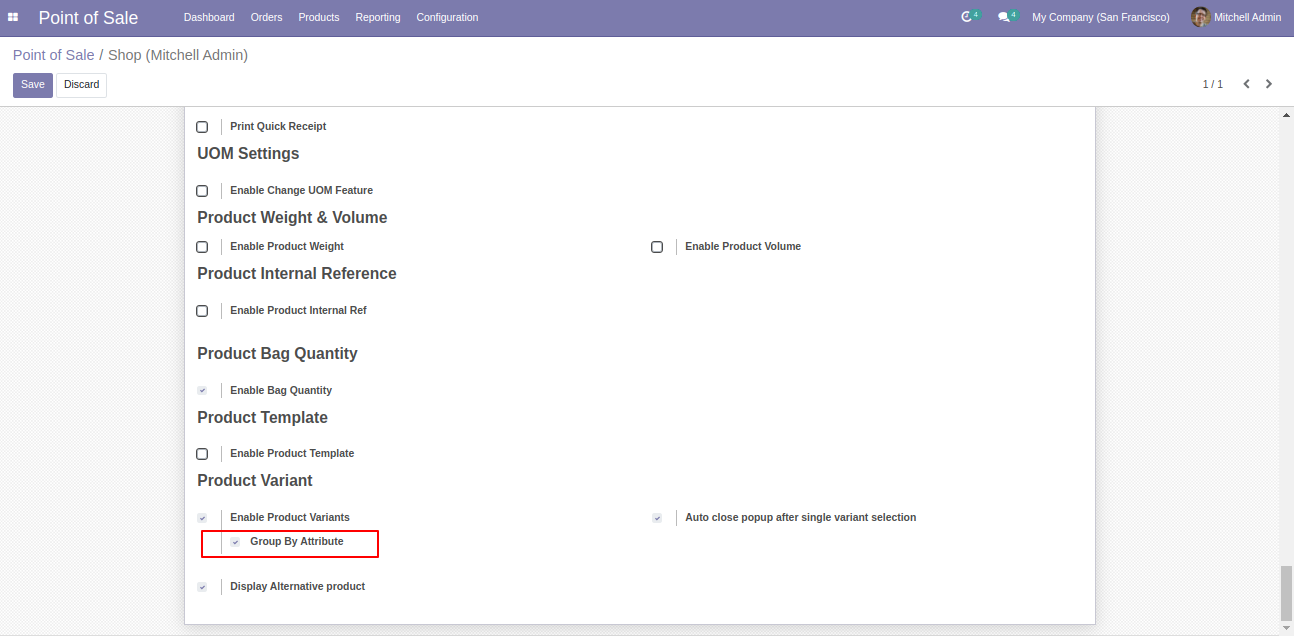 Point of Sale Dashboard Orders Products Reporting Configuration 4 4 My Company (San Francisco) Mitchell Admin
Point of Sale / Shop (Mitchell Admin)
Save Discard 1 / 1
Print Quick Receipt
UOM Settings
Enable Change UOM Feature
Product Weight & Volume
Enable Product Weight Enable Product Volume
Product Internal Reference
Enable Product Internal Ref
Product Bag Quantity
Enable Bag Quantity
Product Template
Enable Product Template
Product Variant
Enable Product Variants Auto close popup after single variant selection
Group By Attribute
Display Alternative product